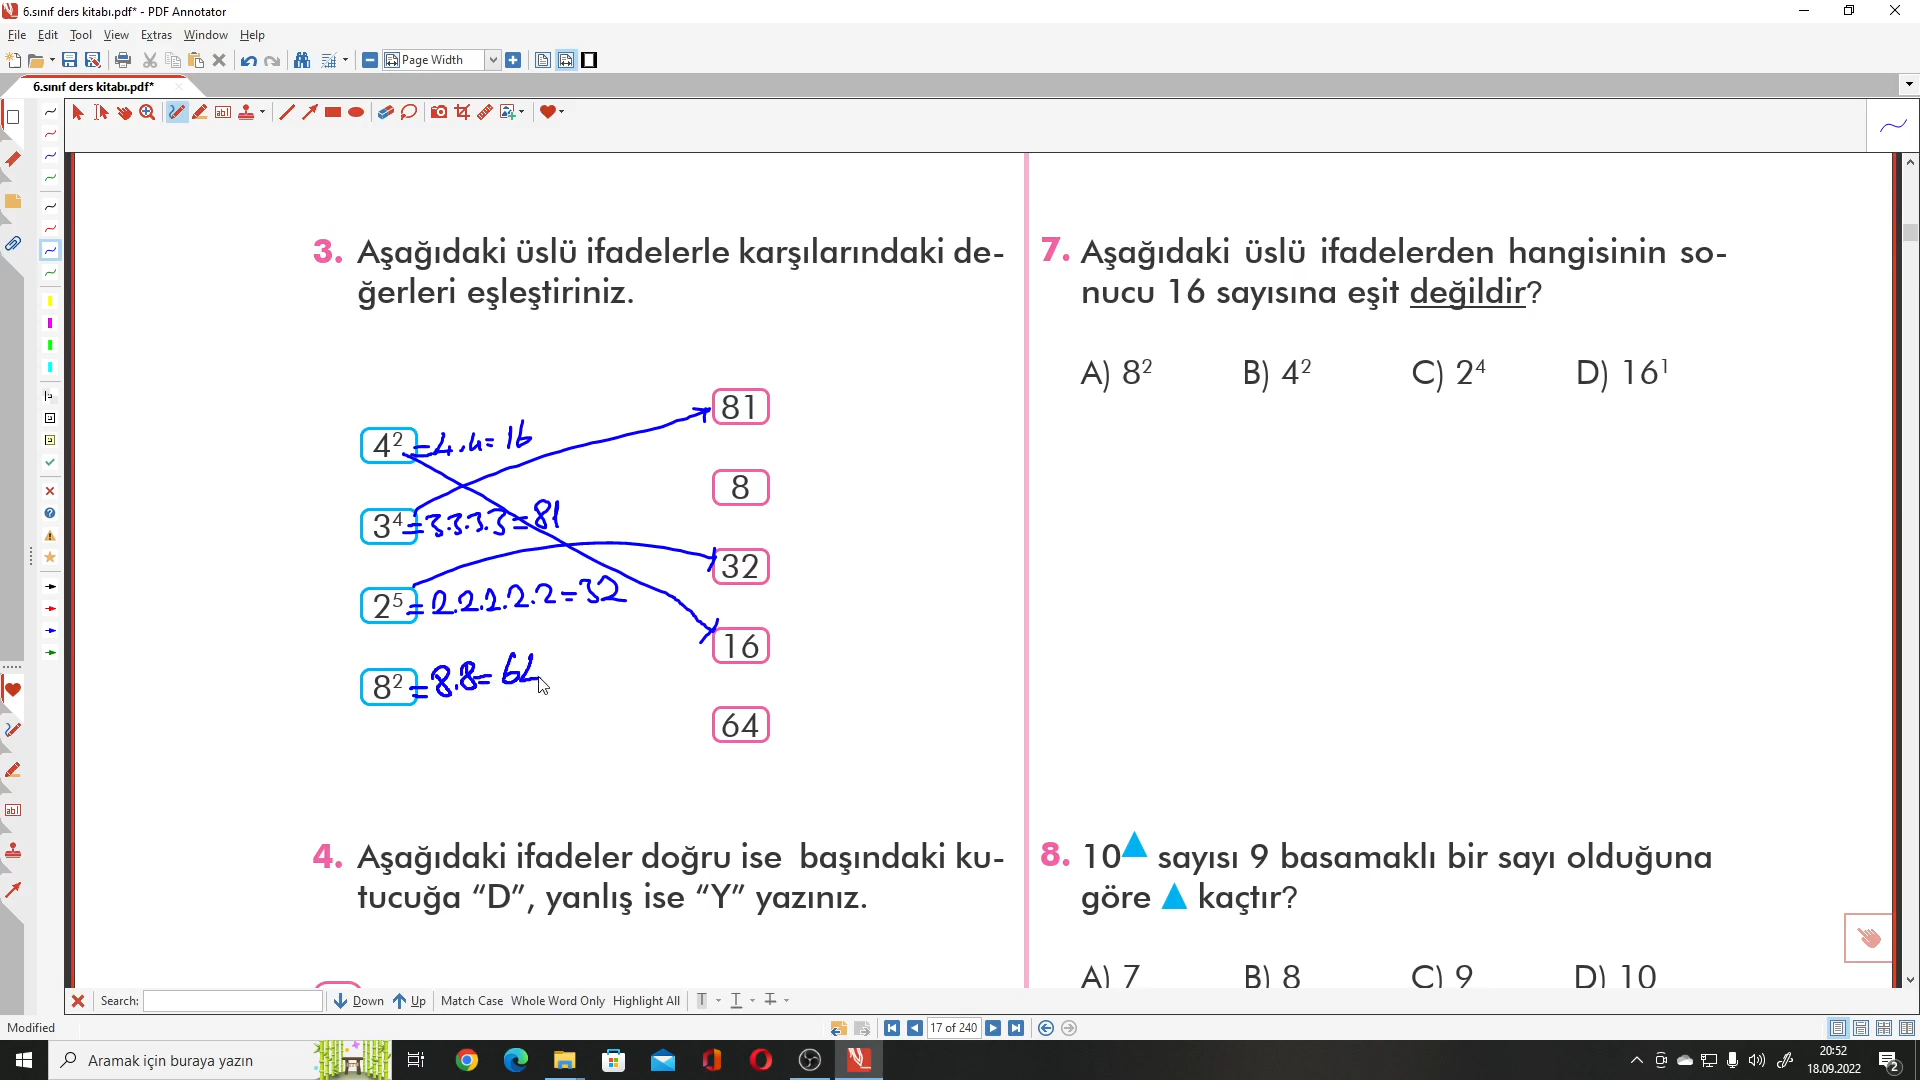 6.sınıf ders kitabı.pdf* - PDF Annotator
File Edit Tool View Extras Window Help
Page Width
6.sınıf ders kitabı.pdf*
3. Aşağıdaki üslü ifadelerle karşılarındaki de-
ğerleri eşleştiriniz.
81
4² = 4.4 = 16
8
3⁴ = 3.3.3.3 = 81
32
2⁵ = 2.2.2.2.2 = 32
16
8² = 8.8 = 64
64
4. Aşağıdaki ifadeler doğru ise başındaki ku-
tucuğa “D”, yanlış ise “Y” yazınız.
7. Aşağıdaki üslü ifadelerden hangisinin so-
nucu 16 sayısına eşit değildir?
A) 8² B) 4² C) 2⁴ D) 16¹
8. 10▲ sayısı 9 basamaklı bir sayı olduğuna
göre ▲ kaçtır?
A) 7 B) 8 C) 9 D) 10
Search: Down Up Match Case Whole Word Only Highlight All
Modified 17 of 240
Aramak için buraya yazın
20:52
18.09.2022
2